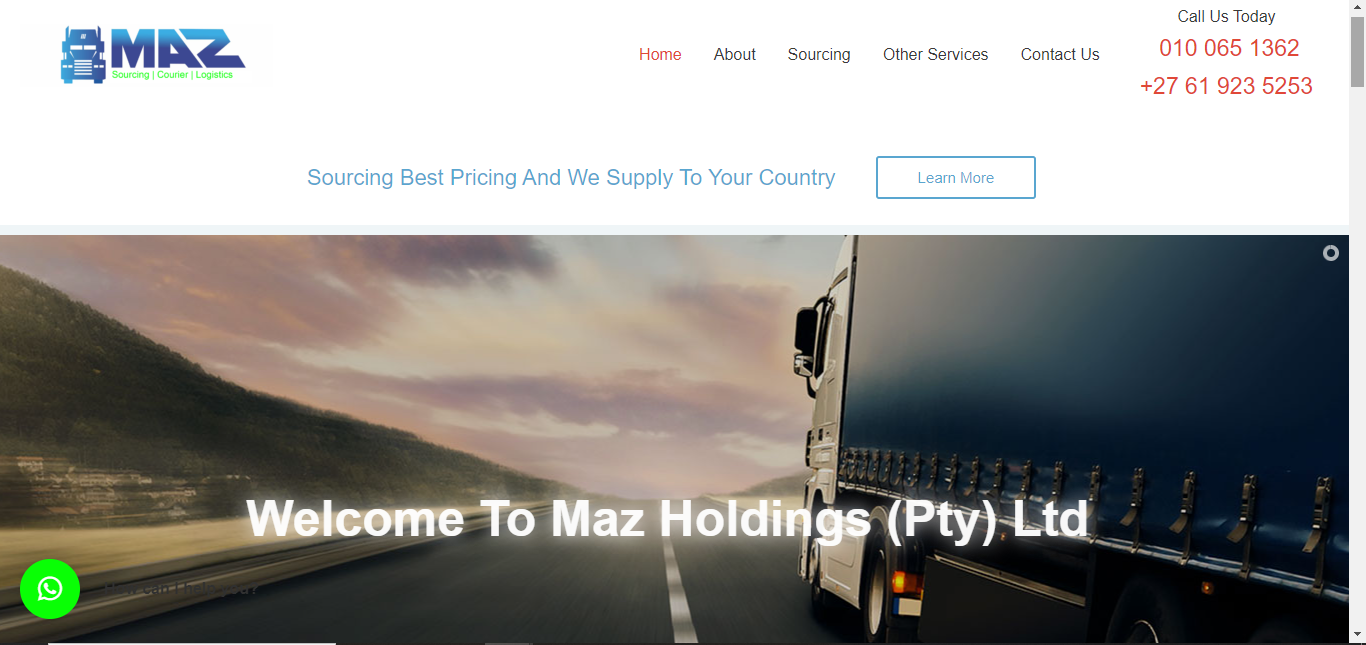 MAZ
Sourcing | Courier | Logistics
Home
About
Sourcing
Other Services
Contact Us
Call Us Today
010 065 1362
+27 61 923 5253
Sourcing Best Pricing And We Supply To Your Country
Learn More
Welcome To Maz Holdings (Pty) Ltd
How can I help you?